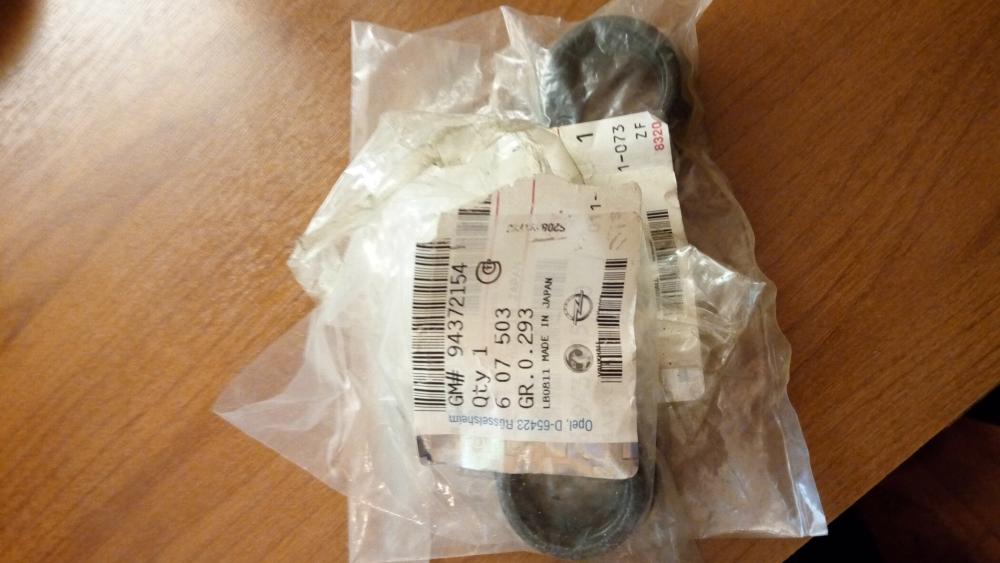 GM# 94372154
Qty 1
6 07 503
GR.0.293
LB0811 MADE IN JAPAN
VAUXHALL
Opel, D-65423 Rüsselsheim
1
1-073
ZF
8320